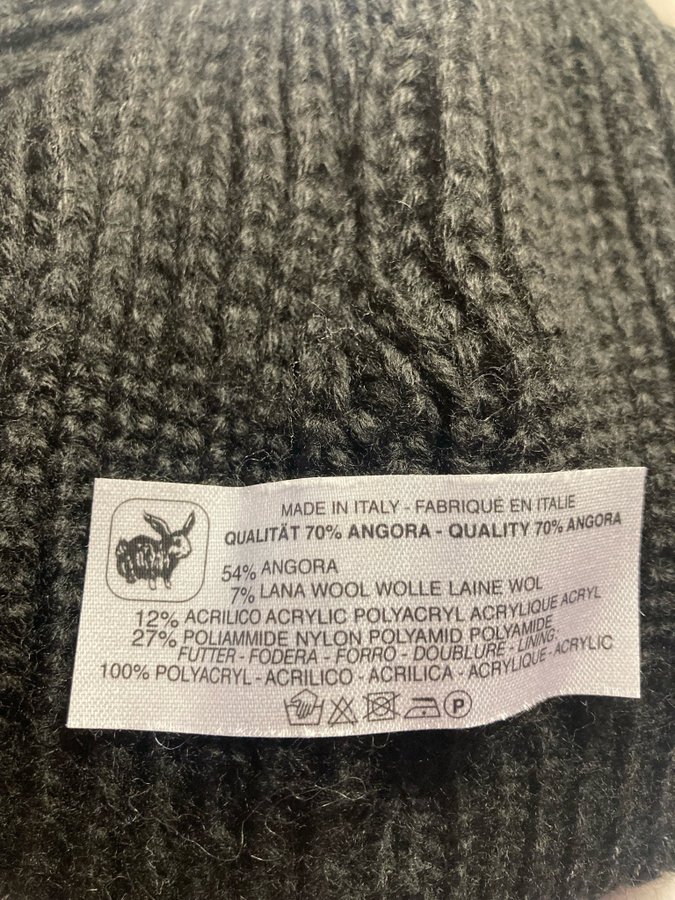 MADE IN ITALY - FABRIQUÉ EN ITALIE
QUALITÄT 70% ANGORA - QUALITY 70% ANGORA
54% ANGORA
7% LANA WOOL WOLLE LAINE WOL
12% ACRILICO ACRYLIC POLYACRYL ACRYLIQUE ACRYL
27% POLIAMMIDE NYLON POLYAMID POLYAMIDE
FUTTER - FODERA - FORRO - DOUBLURE - LINING:
100% POLYACRYL - ACRILICO - ACRILICA - ACRYLIQUE - ACRYLIC
P